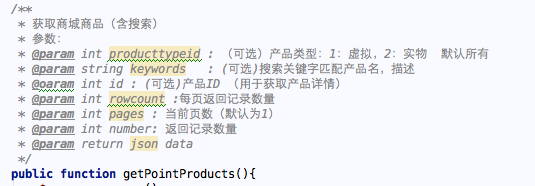 /**
 * 获取商城商品（含搜索）
 * 参数：
 * @param int producttypeid : （可选）产品类型：1：虚拟，2：实物  默认所有
 * @param string keywords  : (可选)搜索关键字匹配产品名，描述
 * @param int id : (可选)产品ID （用于获取产品详情）
 * @param int rowcount :每页返回记录数量
 * @param int pages : 当前页数（默认为1）
 * @param int number: 返回记录数量
 * @param return json data
 */
public function getPointProducts(){